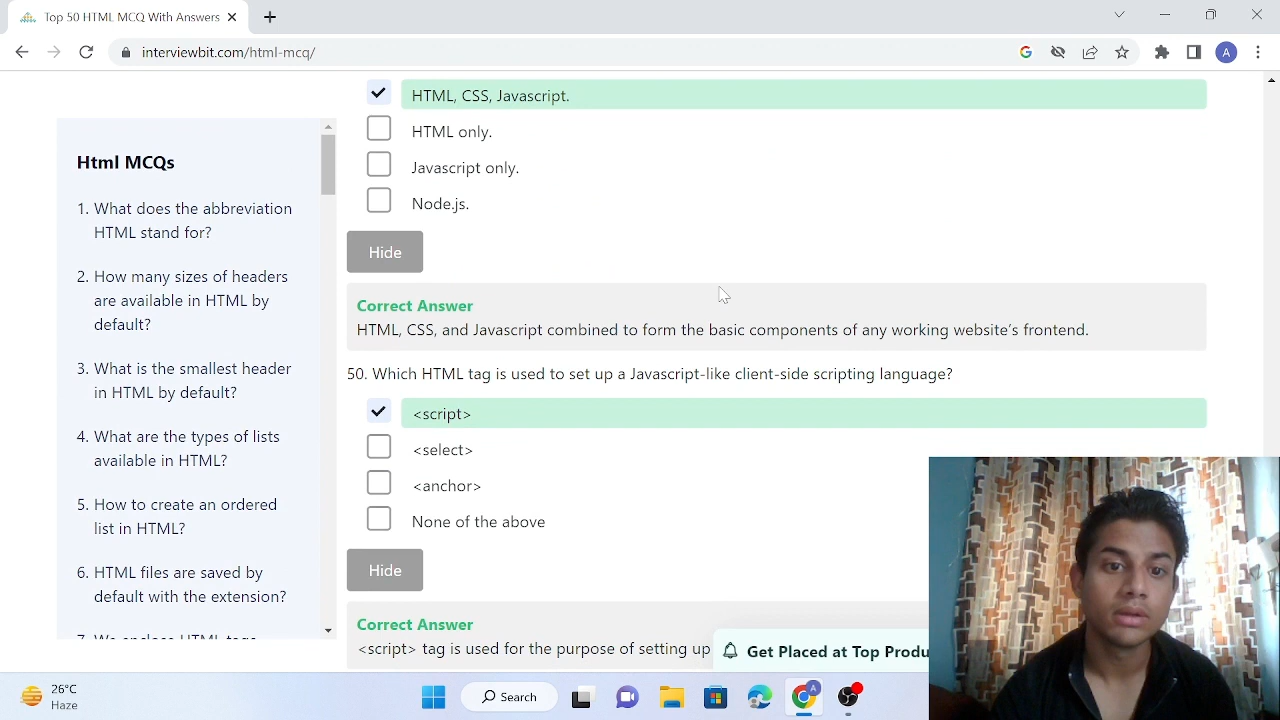 Top 50 HTML MCQ With Answers
interviewbit.com/html-mcq/
A
HTML, CSS, Javascript.
HTML only.
Javascript only.
Node.js.
Hide
Correct Answer
HTML, CSS, and Javascript combined to form the basic components of any working website's frontend.
50. Which HTML tag is used to set up a Javascript-like client-side scripting language?
<script>
<select>
<anchor>
None of the above
Hide
Correct Answer
<script> tag is used for the purpose of setting up
Get Placed at Top Produ
Html MCQs
1. What does the abbreviation
HTML stand for?
2. How many sizes of headers
are available in HTML by
default?
3. What is the smallest header
in HTML by default?
4. What are the types of lists
available in HTML?
5. How to create an ordered
list in HTML?
6. HTML files are saved by
default with the extension?
26°C
Haze
Search
A